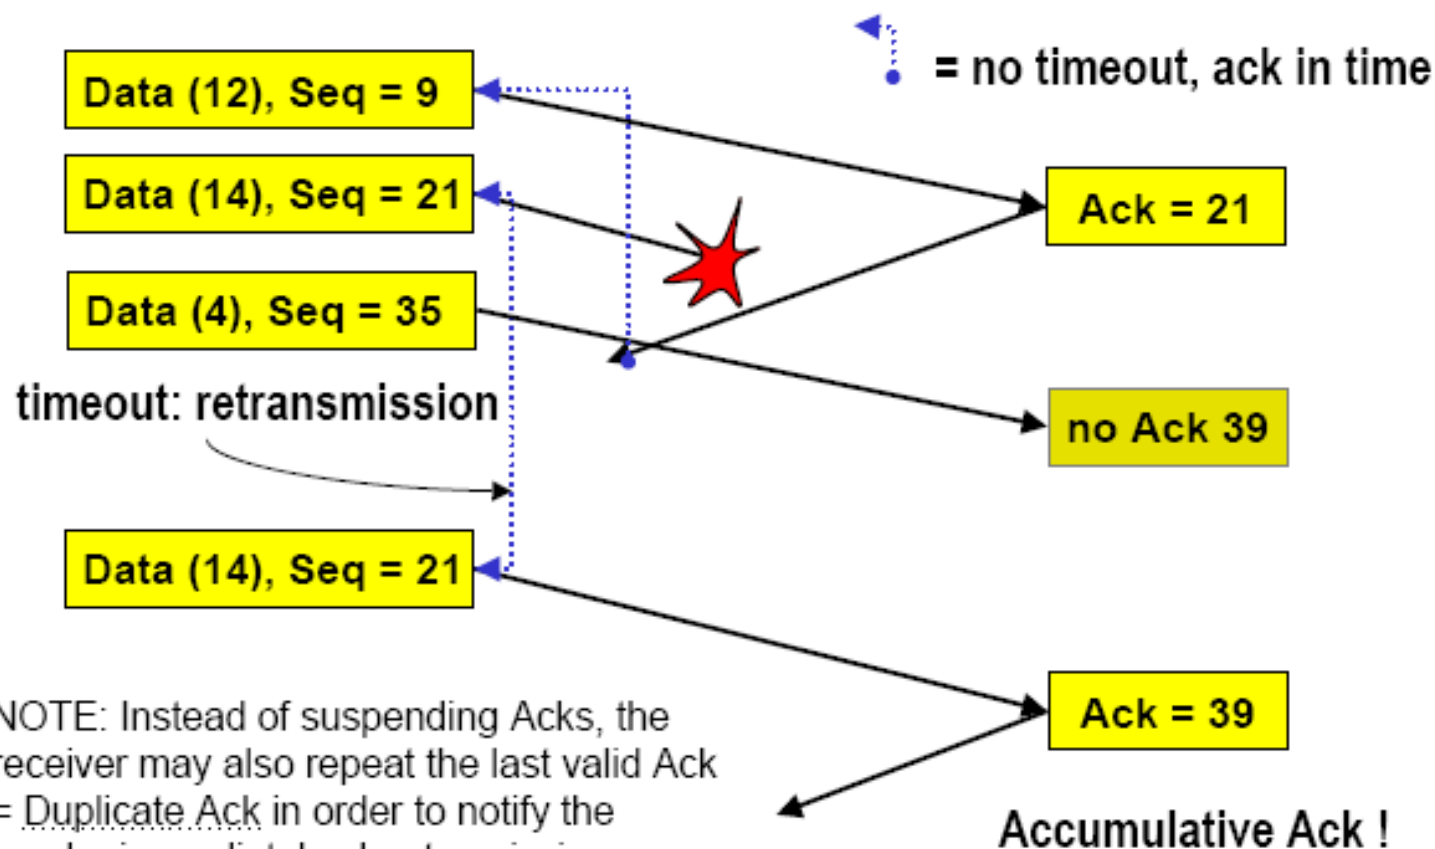 = no timeout, ack in time
Data (12), Seq = 9
Data (14), Seq = 21
Ack = 21
Data (4), Seq = 35
timeout: retransmission
no Ack 39
Data (14), Seq = 21
Ack = 39
NOTE: Instead of suspending Acks, the
receiver may also repeat the last valid Ack
= Duplicate Ack in order to notify the
Accumulative Ack !